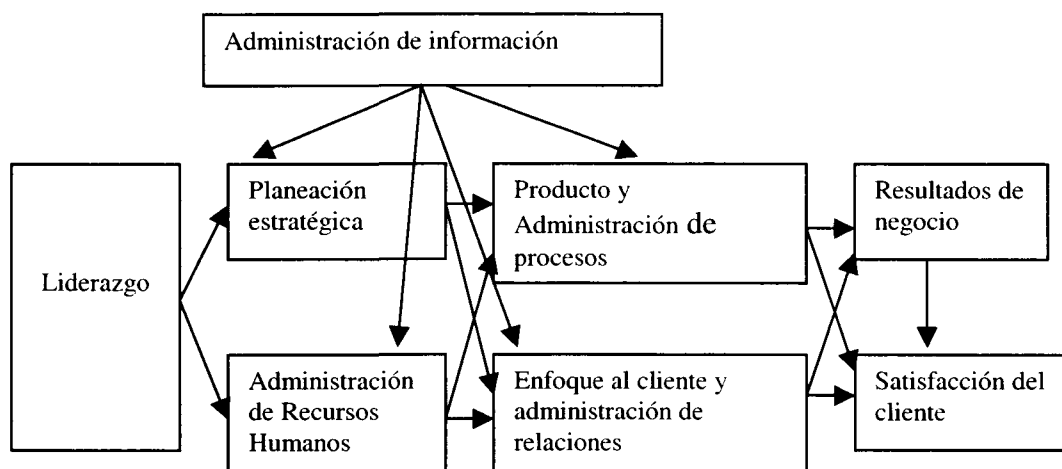 Administración de información
Liderazgo
Planeación
estratégica
Producto y
Administración de
procesos
Resultados de
negocio
Administración
de Recursos
Humanos
Enfoque al cliente y
administración de
relaciones
Satisfacción del
cliente